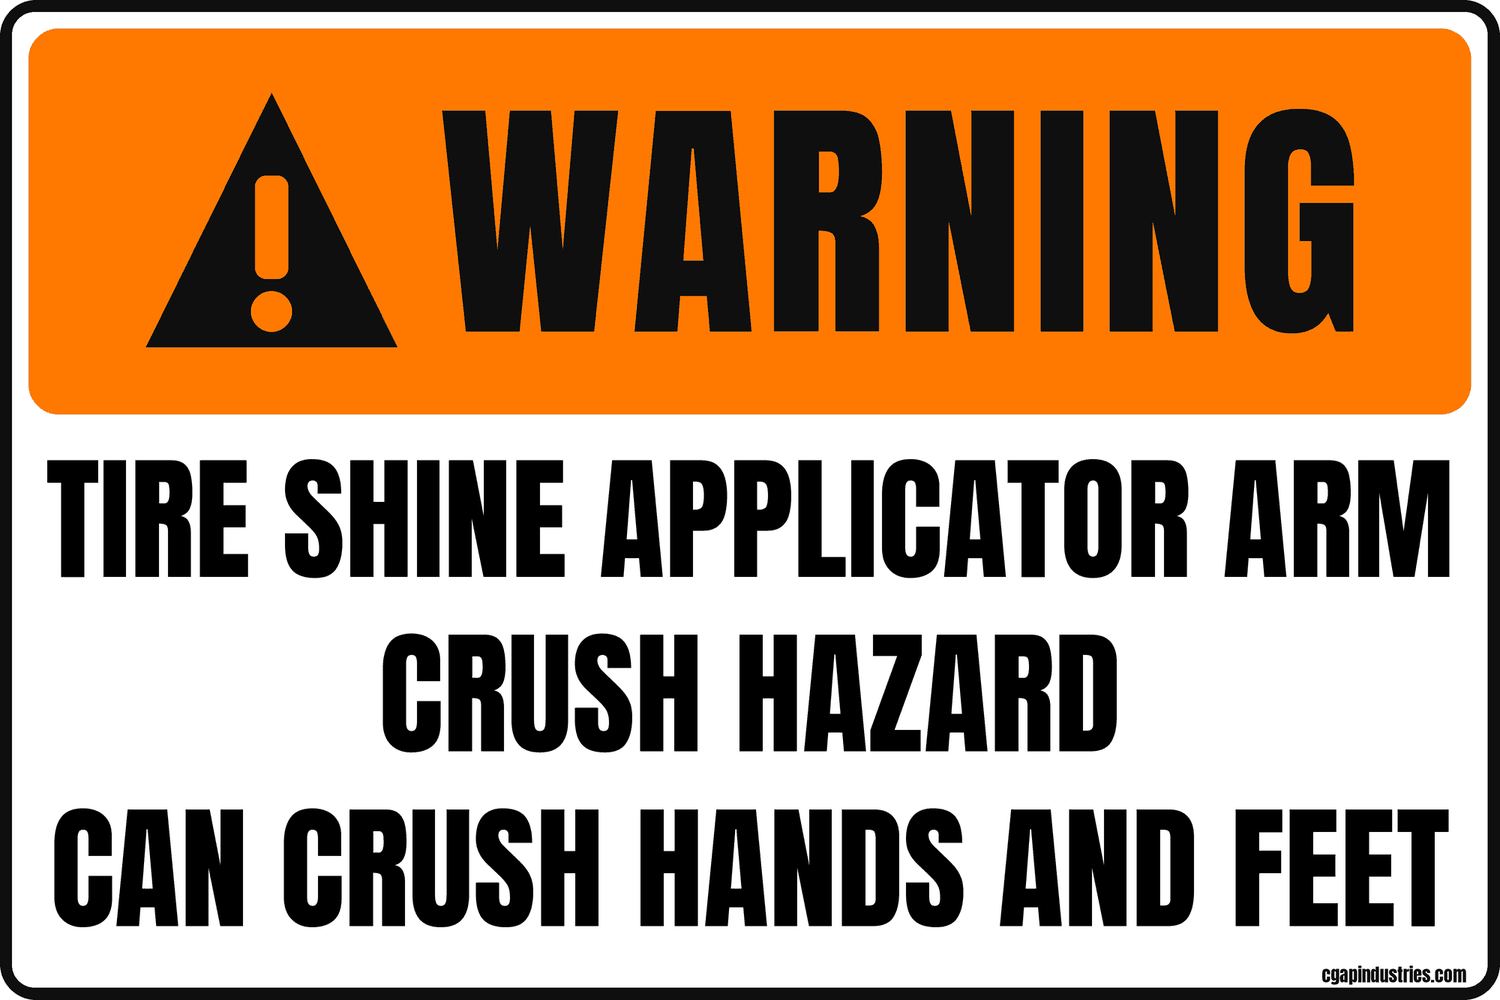 WARNING
TIRE SHINE APPLICATOR ARM
CRUSH HAZARD
CAN CRUSH HANDS AND FEET
cgapindustries.com